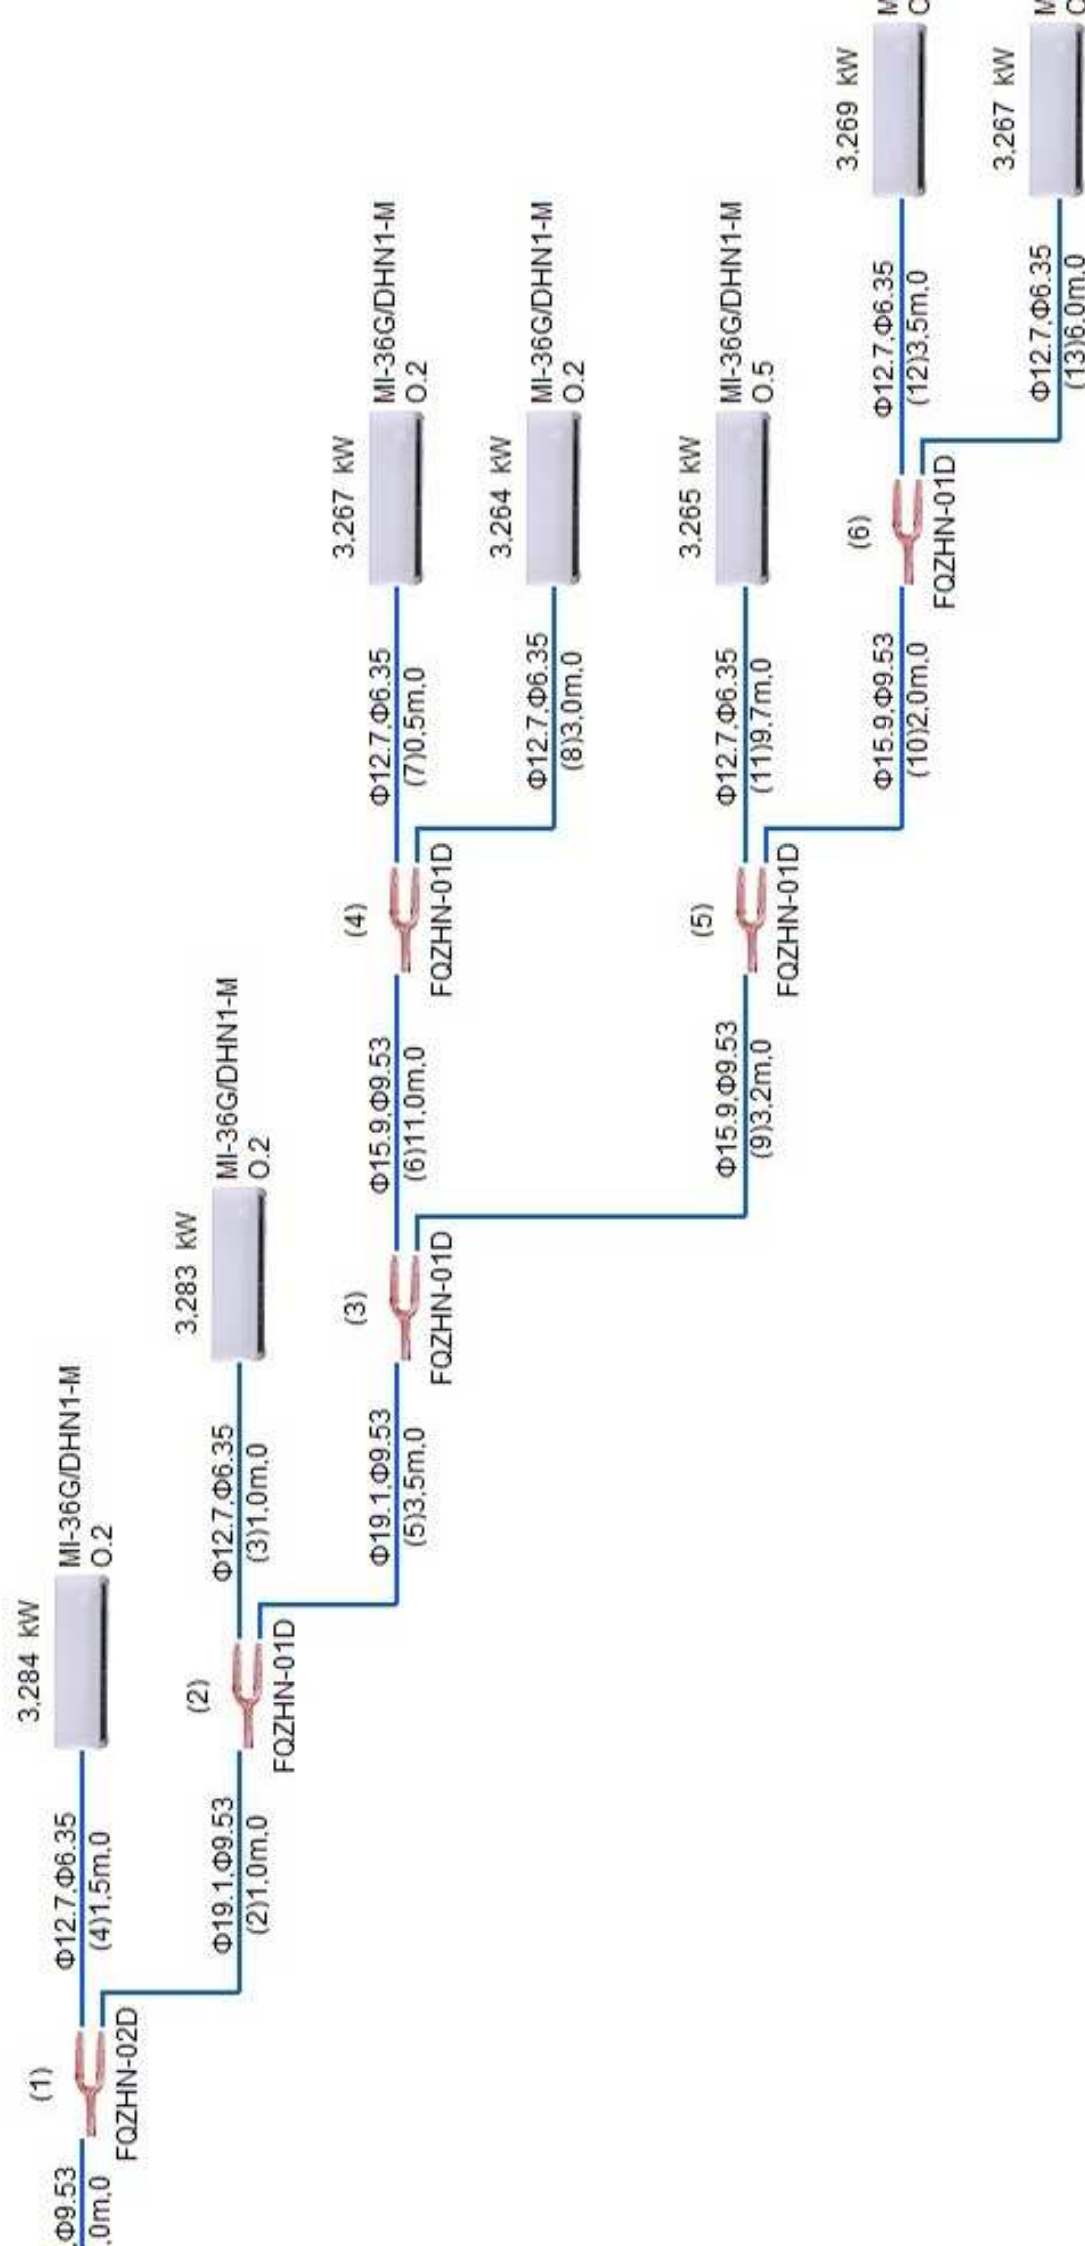 Φ9.53
.0m,0
(1)
FQZHN-02D
Φ12.7,Φ6.35
(4)1,5m,0
3,284 kW
MI-36G/DHN1-M
O.2
Φ19.1,Φ9.53
(2)1,0m,0
(2)
FQZHN-01D
Φ12.7,Φ6.35
(3)1,0m,0
3,283 kW
MI-36G/DHN1-M
O.2
Φ19.1,Φ9.53
(5)3,5m,0
(3)
FQZHN-01D
Φ15.9,Φ9.53
(6)11,0m,0
(4)
FQZHN-01D
Φ12.7,Φ6.35
(7)0,5m,0
3,267 kW
MI-36G/DHN1-M
O.2
Φ12.7,Φ6.35
(8)3,0m,0
3,264 kW
MI-36G/DHN1-M
O.2
Φ15.9,Φ9.53
(9)3,2m,0
(5)
FQZHN-01D
Φ12.7,Φ6.35
(11)9,7m,0
3,265 kW
MI-36G/DHN1-M
O.5
Φ15.9,Φ9.53
(10)2,0m,0
(6)
FQZHN-01D
Φ12.7,Φ6.35
(12)3,5m,0
3,269 kW
Φ12.7,Φ6.35
(13)6,0m,0
3,267 kW